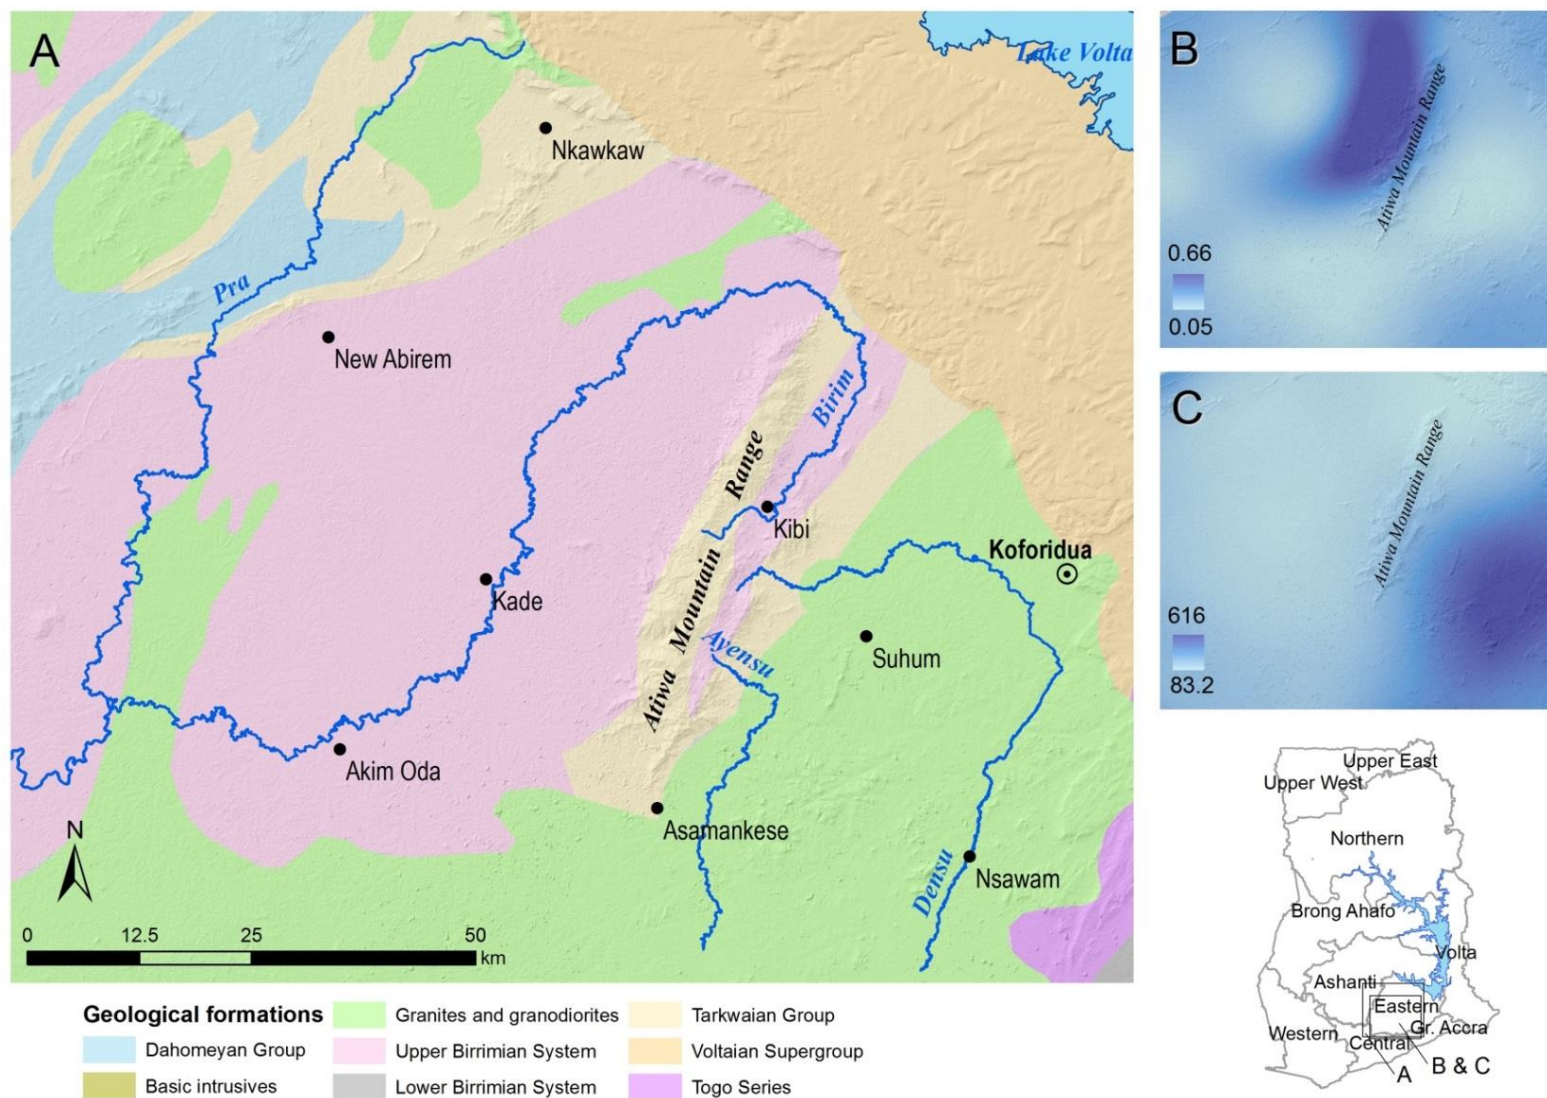 A
Lake Volta
Nkawkaw
Pra
New Abirem
Birim
Atiwa Mountain Range
Kibi
Koforidua
Kade
Ayensu
Suhum
Akim Oda
Asamankese
Densu
Nsawam
N
0 12.5 25 50
km
B
Atiwa Mountain Range
0.66
0.05
C
Atiwa Mountain Range
616
83.2
Upper East
Upper West
Northern
Brong Ahafo
Volta
Ashanti
Eastern
Gr. Accra
Western
Central
B & C
A
Geological formations
Dahomeyan Group
Basic intrusives
Granites and granodiorites
Upper Birrimian System
Lower Birrimian System
Tarkwaian Group
Voltaian Supergroup
Togo Series